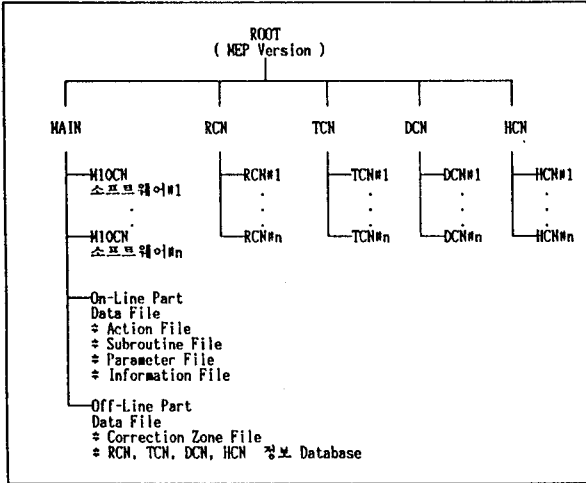 ROOT
( MEP Version )
MAIN RCN TCN DCN HCN
M10CN RCN#1 TCN#1 DCN#1 HCN#1
소프트웨어#1
M10CN RCN#n TCN#n DCN#n HCN#n
소프트웨어#n
On-Line Part
Data File
‡ Action File
‡ Subroutine File
‡ Parameter File
‡ Information File
Off-Line Part
Data File
‡ Correction Zone File
‡ RCN, TCN, DCN, HCN 정보 Database